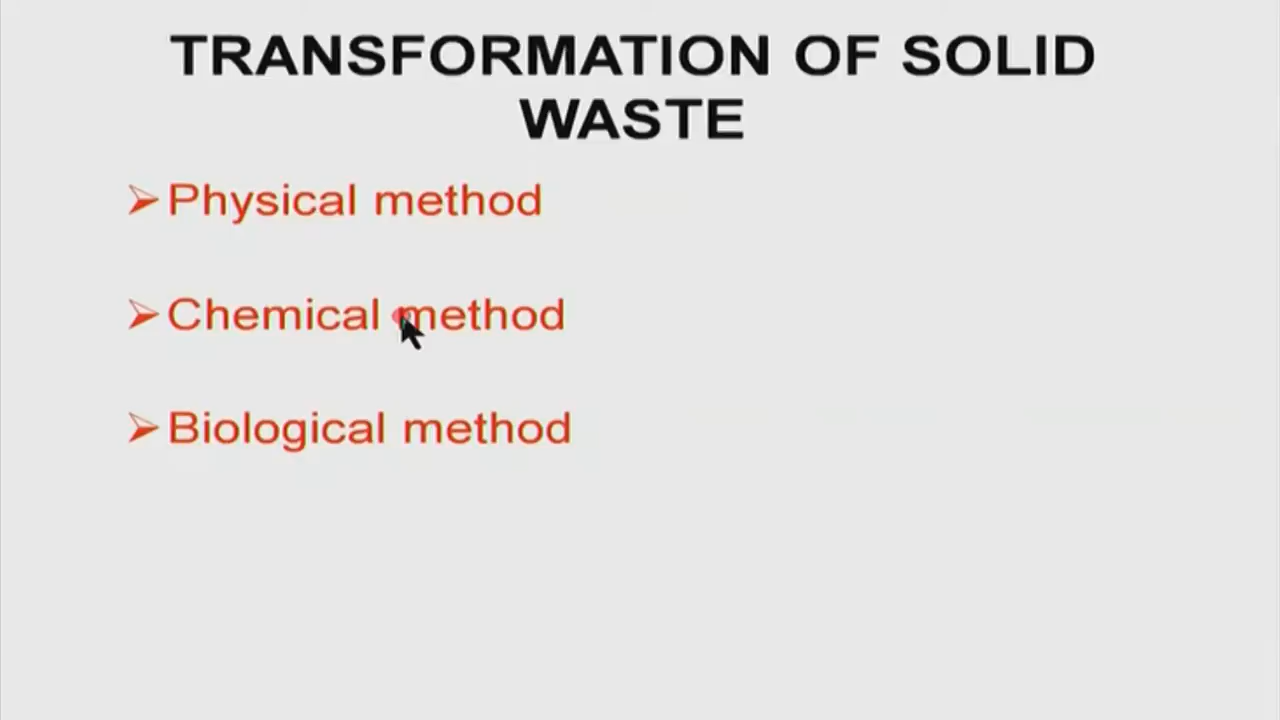 TRANSFORMATION OF SOLID
WASTE
➢Physical method
➢Chemical method
➢Biological method